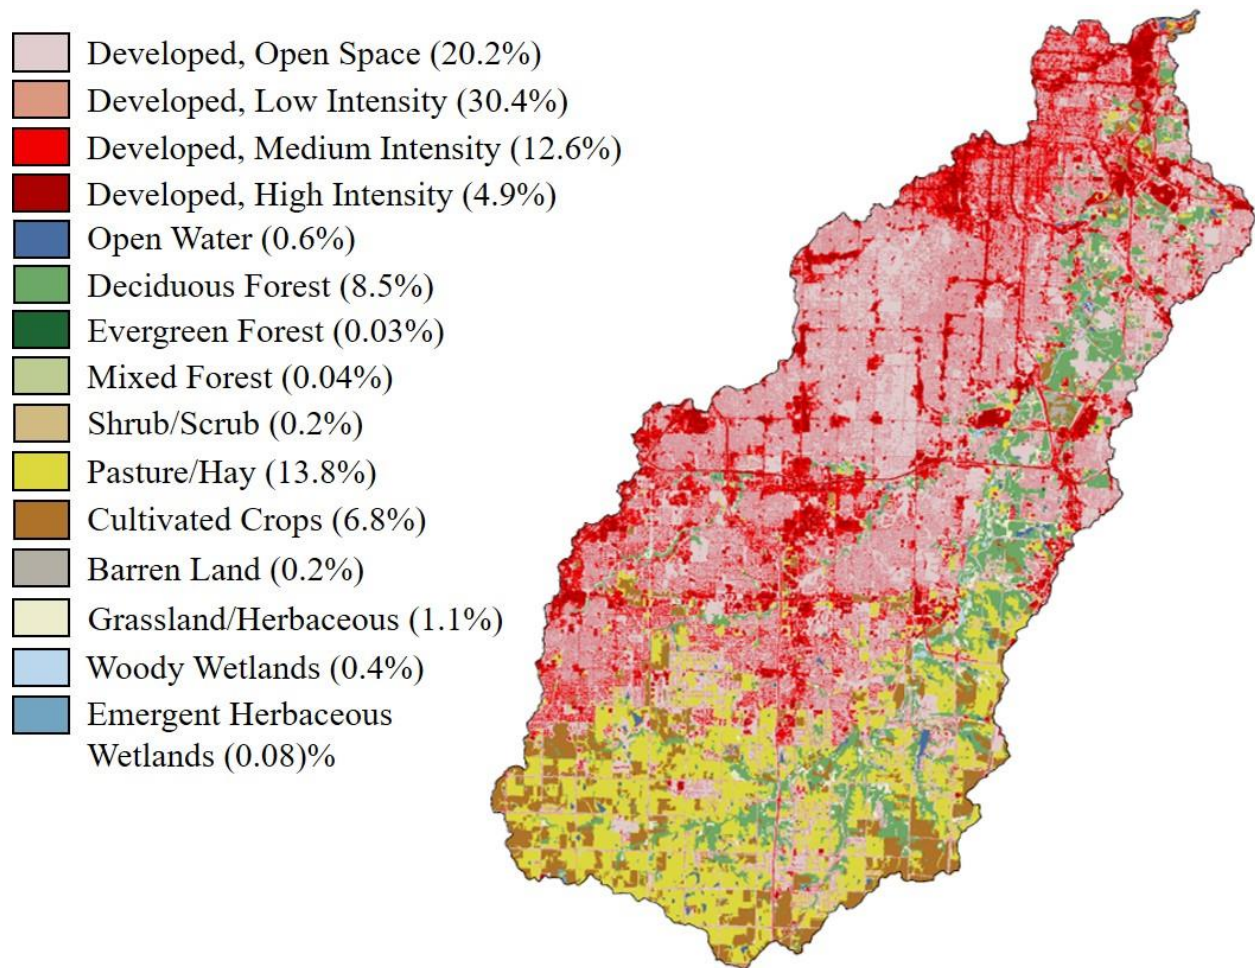 Developed, Open Space (20.2%)
Developed, Low Intensity (30.4%)
Developed, Medium Intensity (12.6%)
Developed, High Intensity (4.9%)
Open Water (0.6%)
Deciduous Forest (8.5%)
Evergreen Forest (0.03%)
Mixed Forest (0.04%)
Shrub/Scrub (0.2%)
Pasture/Hay (13.8%)
Cultivated Crops (6.8%)
Barren Land (0.2%)
Grassland/Herbaceous (1.1%)
Woody Wetlands (0.4%)
Emergent Herbaceous
Wetlands (0.08)%